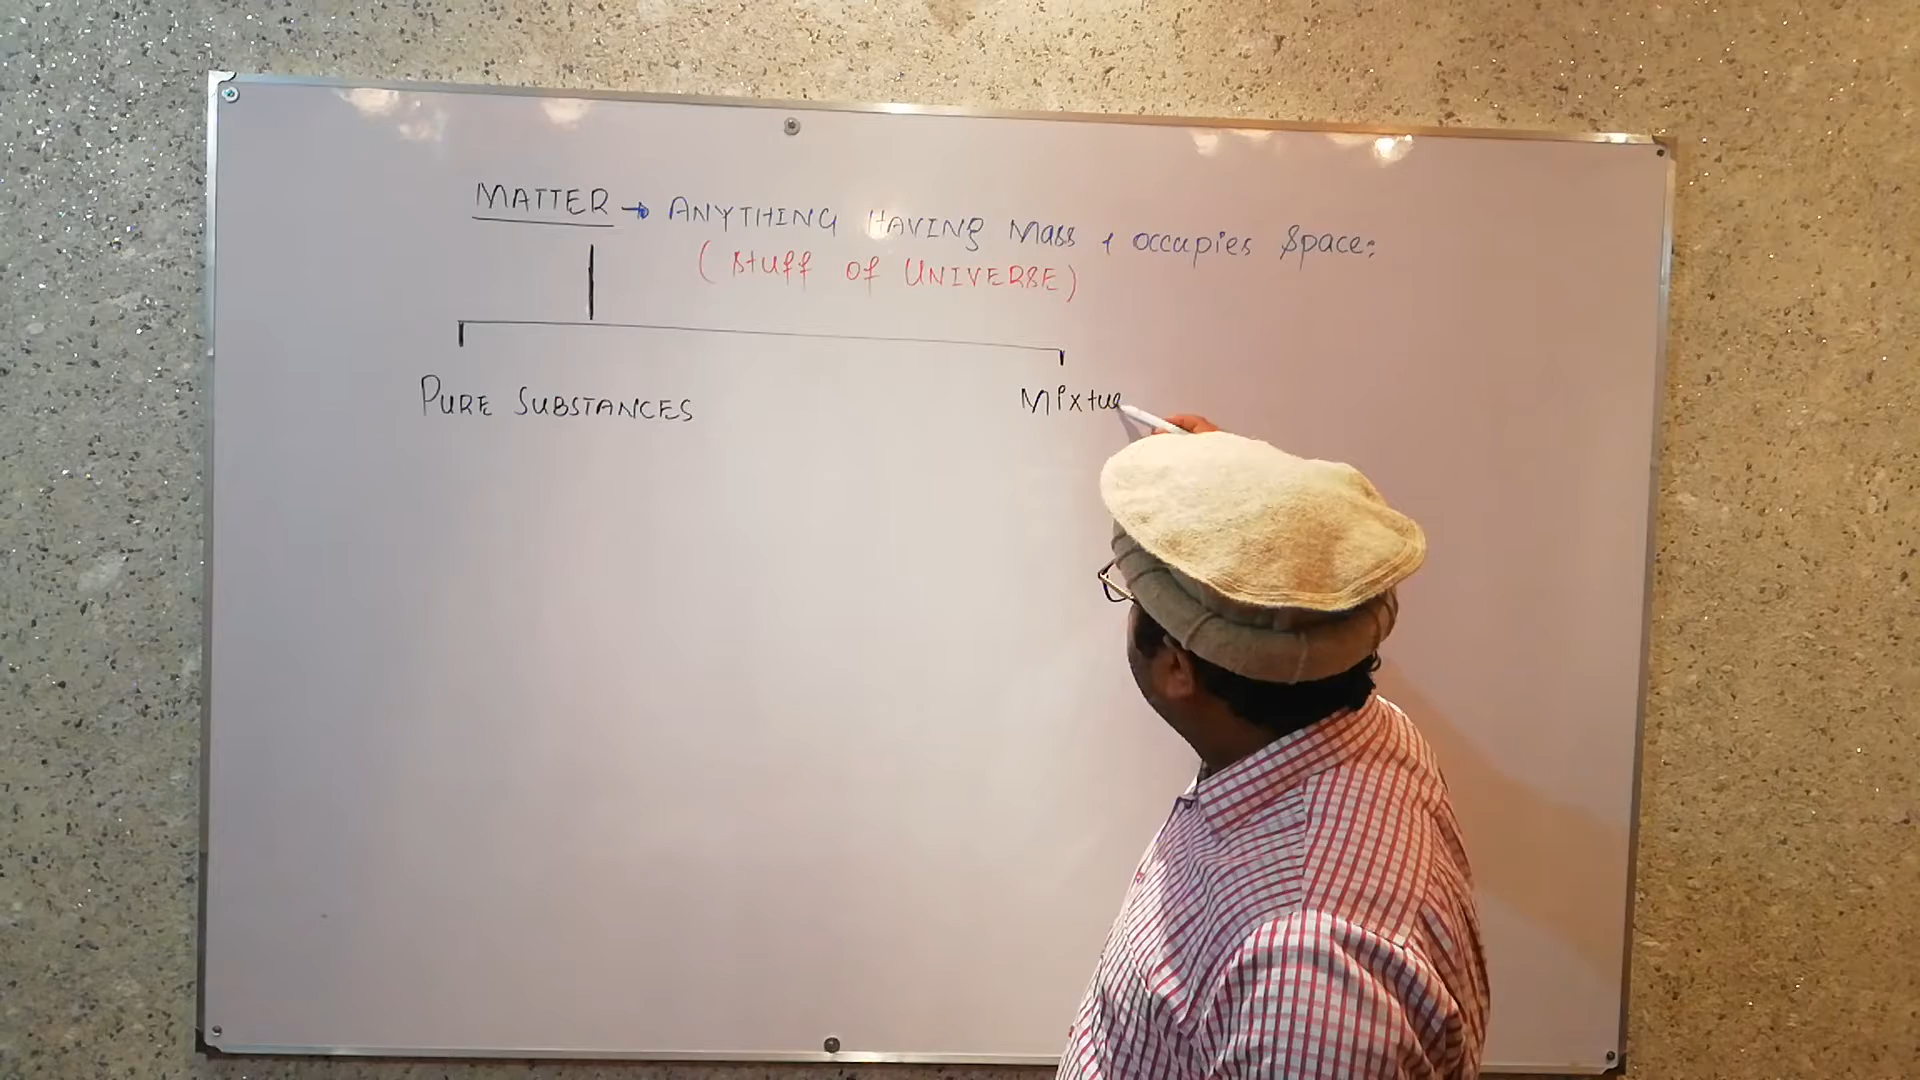 MATTER → ANYTHING HAVING Mass & occupies Space:
(Stuff of UNIVERSE)
PURE SUBSTANCES Mixtue